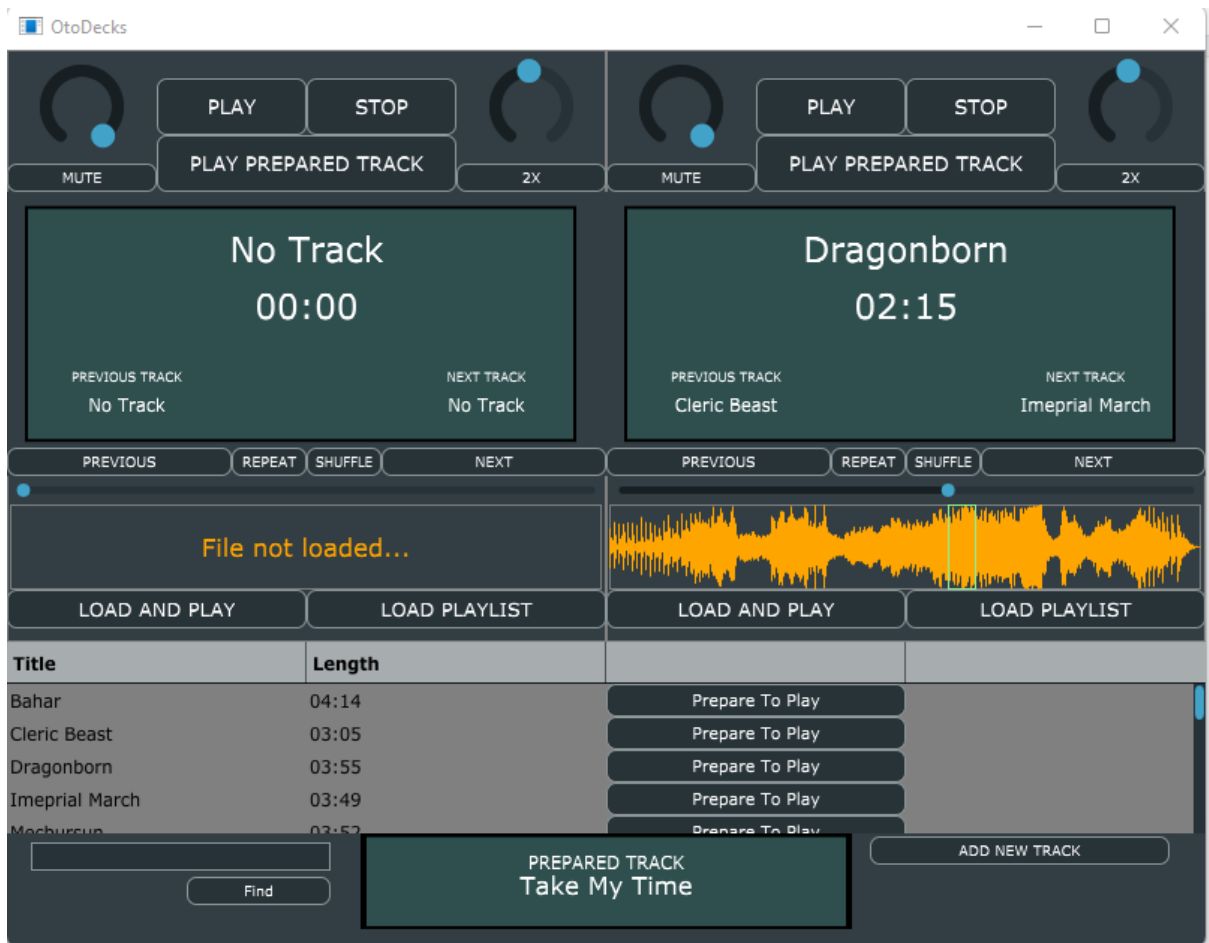 OtoDecks
PLAY STOP
PLAY PREPARED TRACK
MUTE 2X
PLAY STOP
PLAY PREPARED TRACK
MUTE 2X
No Track
00:00
PREVIOUS TRACK NEXT TRACK
No Track No Track
Dragonborn
02:15
PREVIOUS TRACK NEXT TRACK
Cleric Beast Imeprial March
PREVIOUS REPEAT SHUFFLE NEXT
PREVIOUS REPEAT SHUFFLE NEXT
File not loaded...
LOAD AND PLAY LOAD PLAYLIST
LOAD AND PLAY LOAD PLAYLIST
Title Length
Bahar 04:14 Prepare To Play
Cleric Beast 03:05 Prepare To Play
Dragonborn 03:55 Prepare To Play
Imeprial March 03:49 Prepare To Play
03:52 Prepare To Play
PREPARED TRACK
Take My Time
Find
ADD NEW TRACK